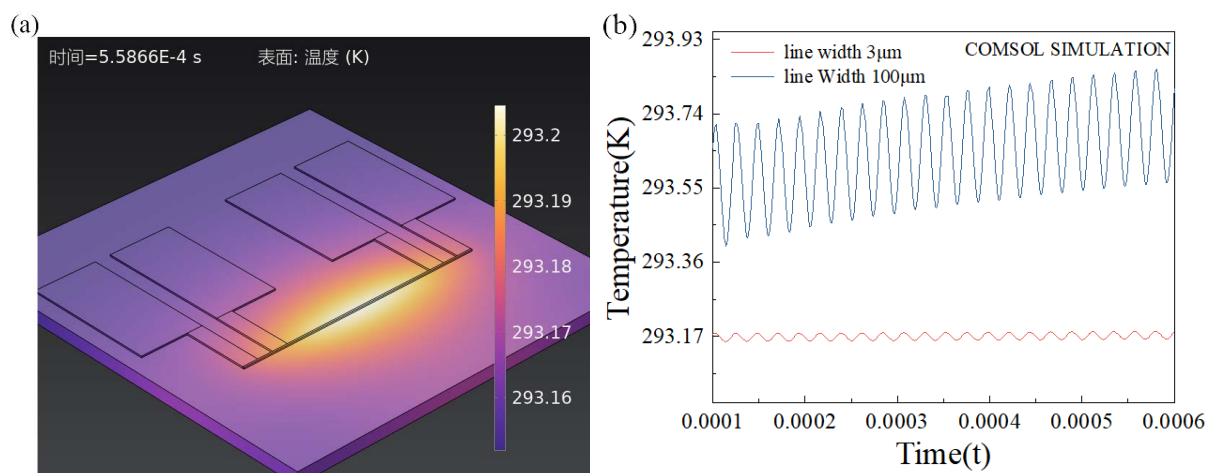 (a)
时间=5.5866E-4 s 表面: 温度 (K)
293.2
293.19
293.18
293.17
293.16
(b)
293.93
293.74
293.55
293.36
293.17
Temperature(K)
line width 3μm
line Width 100μm
COMSOL SIMULATION
0.0001 0.0002 0.0003 0.0004 0.0005 0.0006
Time(t)